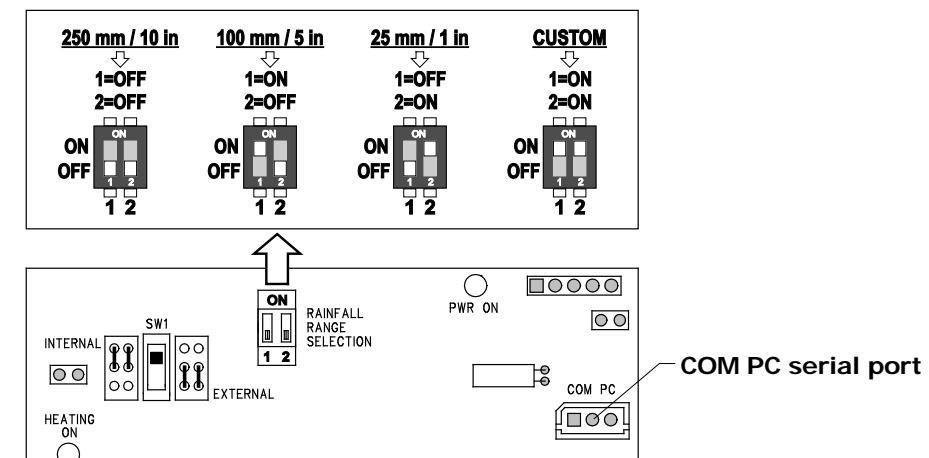 250 mm / 10 in 100 mm / 5 in 25 mm / 1 in CUSTOM
1=OFF 1=ON 1=OFF 1=ON
2=OFF 2=OFF 2=ON 2=ON
ON ON ON ON
ON ON ON ON
OFF OFF OFF OFF
1 2 1 2 1 2 1 2
1 2 1 2 1 2 1 2
ON
RAINFALL
RANGE
SELECTION
1 2
PWR ON
SW1
INTERNAL
EXTERNAL
COM PC serial port
COM PC
HEATING
ON